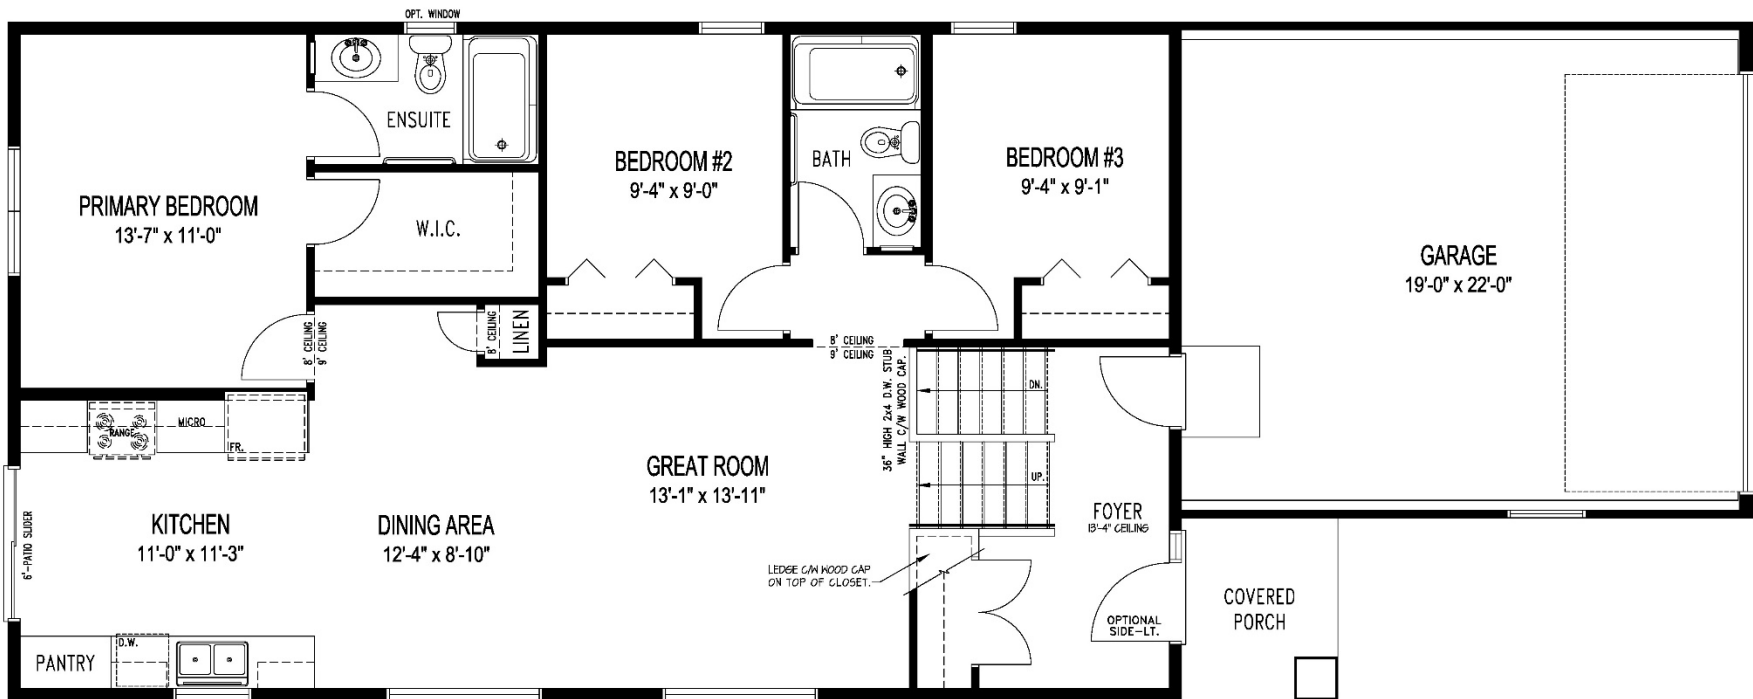 OPT. WINDOW
ENSUITE
PRIMARY BEDROOM
13'-7" x 11'-0"
W.I.C.
BEDROOM #2
9'-4" x 9'-0"
BATH
BEDROOM #3
9'-4" x 9'-1"
GARAGE
19'-0" x 22'-0"
8' CEILING
9' CEILING
8' CEILING
LINEN
8' CEILING
9' CEILING
36" HIGH 2x4 D.W. STUB
WALL C/W WOOD CAP.
DN.
UP.
RANGE
MICRO
FR.
GREAT ROOM
13'-1" x 13'-11"
KITCHEN
11'-0" x 11'-3"
DINING AREA
12'-4" x 8'-10"
6'-PATIO SLIDER
FOYER
13'-4" CEILING
LEDGE C/W WOOD CAP
ON TOP OF CLOSET.
OPTIONAL
SIDE-LT.
COVERED
PORCH
PANTRY
D.W.